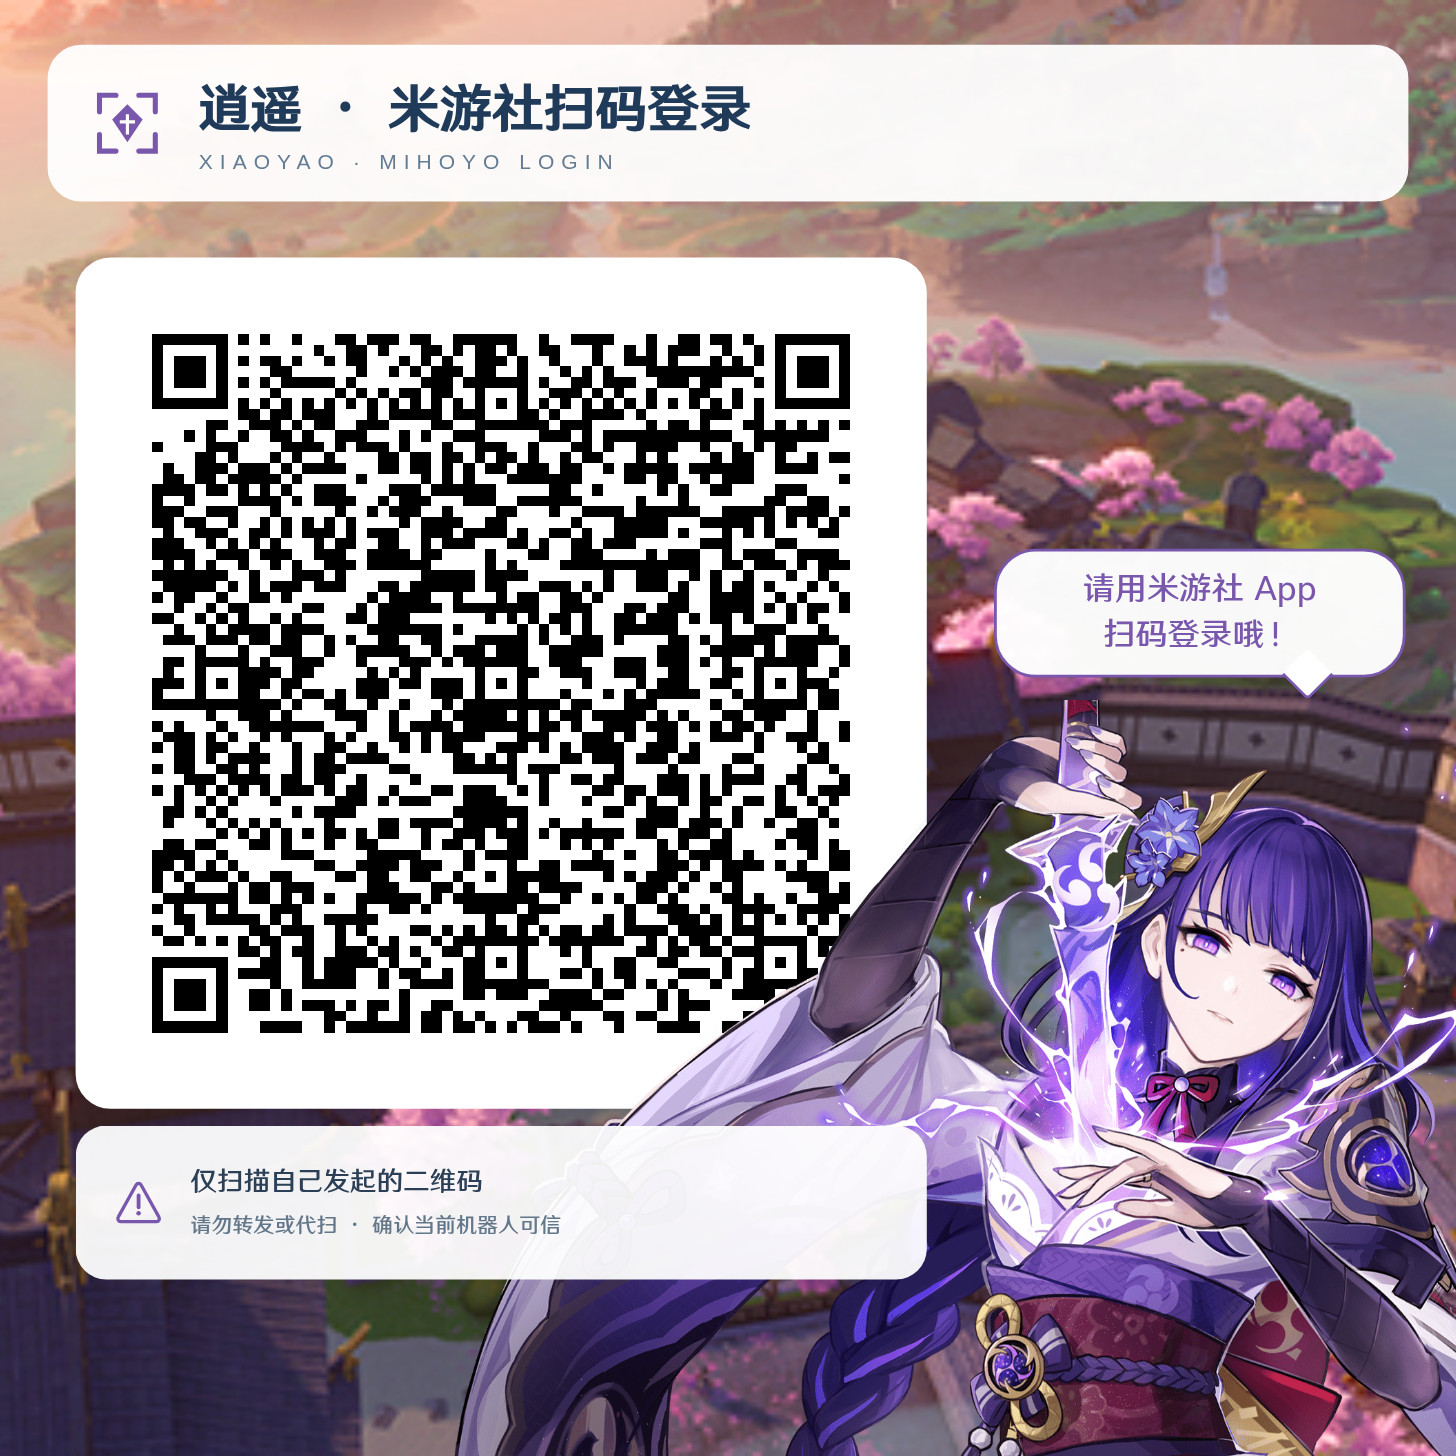 逍遥 · 米游社扫码登录
XIAOYAO · MIHOYO LOGIN
请用米游社 App
扫码登录哦！
仅扫描自己发起的二维码
请勿转发或代扫 · 确认当前机器人可信